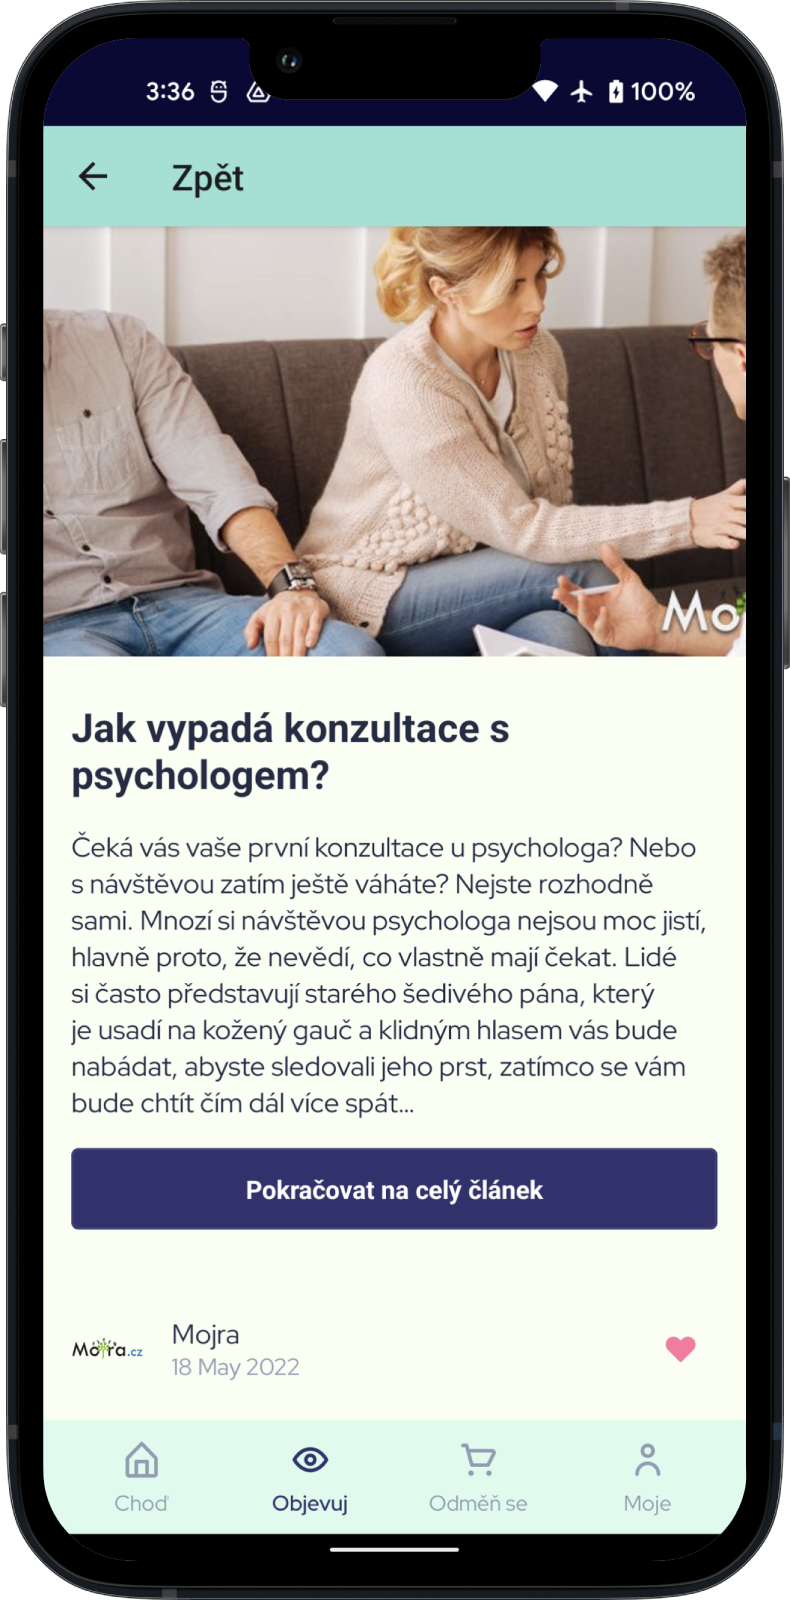 3:36
100%
Zpět
Mo
Jak vypadá konzultace s
psychologem?
Čeká vás vaše první konzultace u psychologa? Nebo
s návštěvou zatím ještě váháte? Nejste rozhodně
sami. Mnozí si návštěvou psychologa nejsou moc jistí,
hlavně proto, že nevědí, co vlastně mají čekat. Lidé
si často představují starého šedivého pána, který
je usadí na kožený gauč a klidným hlasem vás bude
nabádat, abyste sledovali jeho prst, zatímco se vám
bude chtít čím dál více spát...
Pokračovat na celý článek
Mojra.cz
Mojra
18 May 2022
Choď
Objevuj
Odměň se
Moje